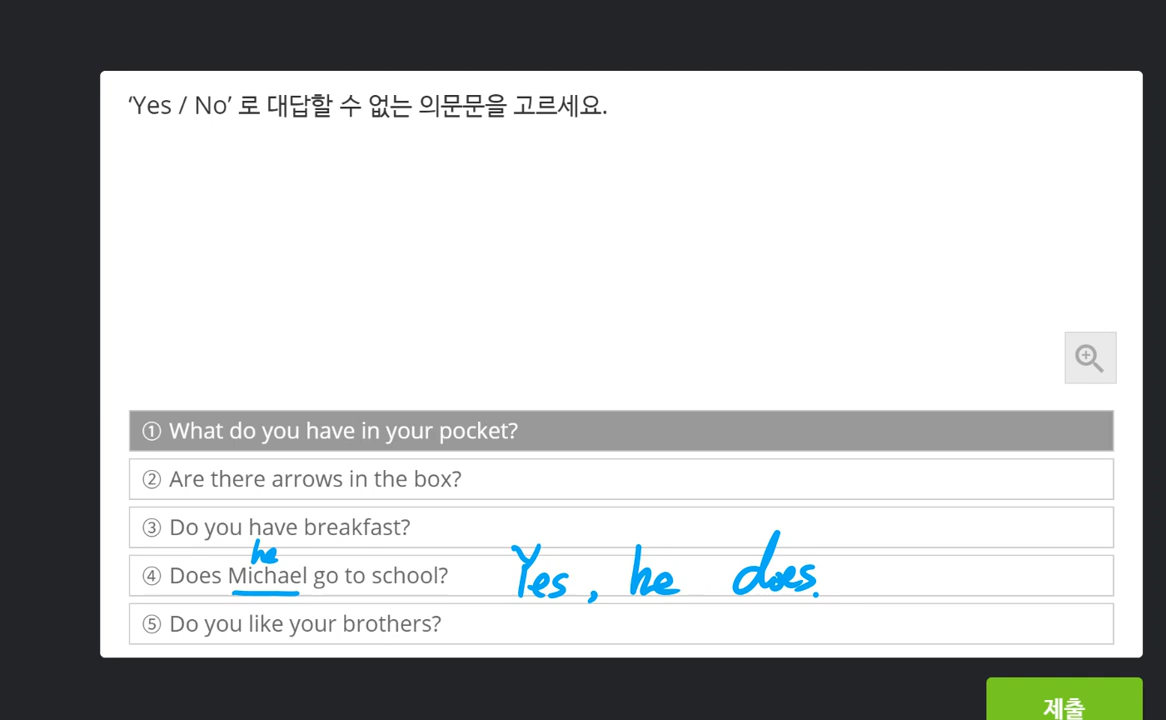 ‘Yes / No’ 로 대답할 수 없는 의문문을 고르세요.
① What do you have in your pocket?
② Are there arrows in the box?
③ Do you have breakfast?
he
④ Does Michael go to school? Yes, he does.
⑤ Do you like your brothers?
제출